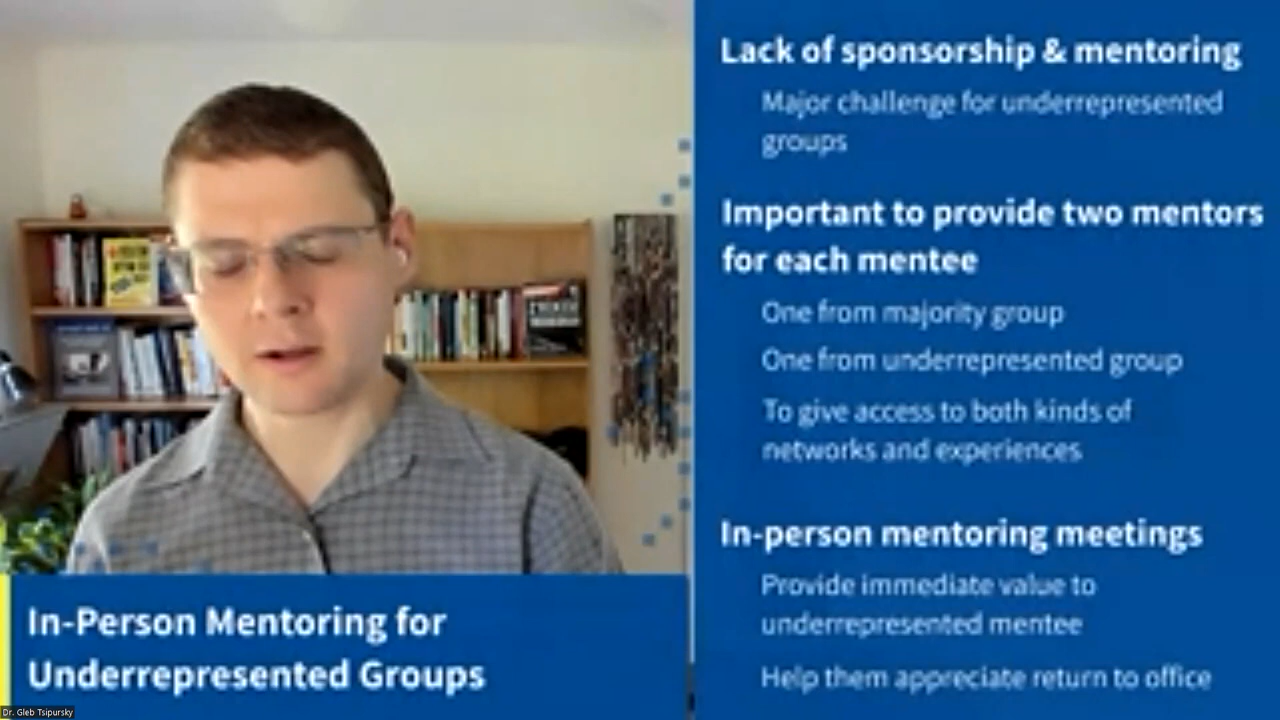 Lack of sponsorship & mentoring
Major challenge for underrepresented
groups
Important to provide two mentors
for each mentee
One from majority group
One from underrepresented group
To give access to both kinds of
networks and experiences
In-person mentoring meetings
Provide immediate value to
underrepresented mentee
Help them appreciate return to office
In-Person Mentoring for
Underrepresented Groups
Dr. Gleb Tsipursky